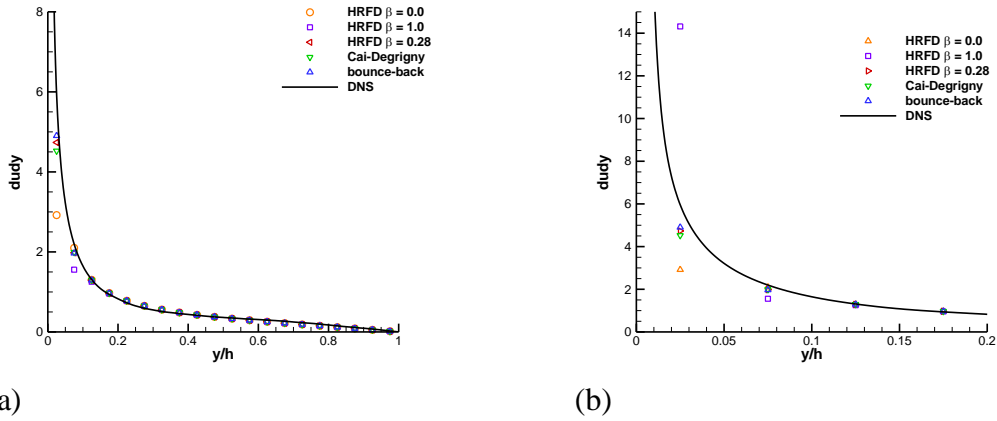 HRFD β = 0.0
HRFD β = 1.0
HRFD β = 0.28
Cai-Degrigny
bounce-back
DNS
dudy
8
6
4
2
0
0 0.2 0.4 0.6 0.8 1
y/h
a)
HRFD β = 0.0
HRFD β = 1.0
HRFD β = 0.28
Cai-Degrigny
bounce-back
DNS
dudy
14
12
10
8
6
4
2
0
0 0.05 0.1 0.15 0.2
y/h
(b)